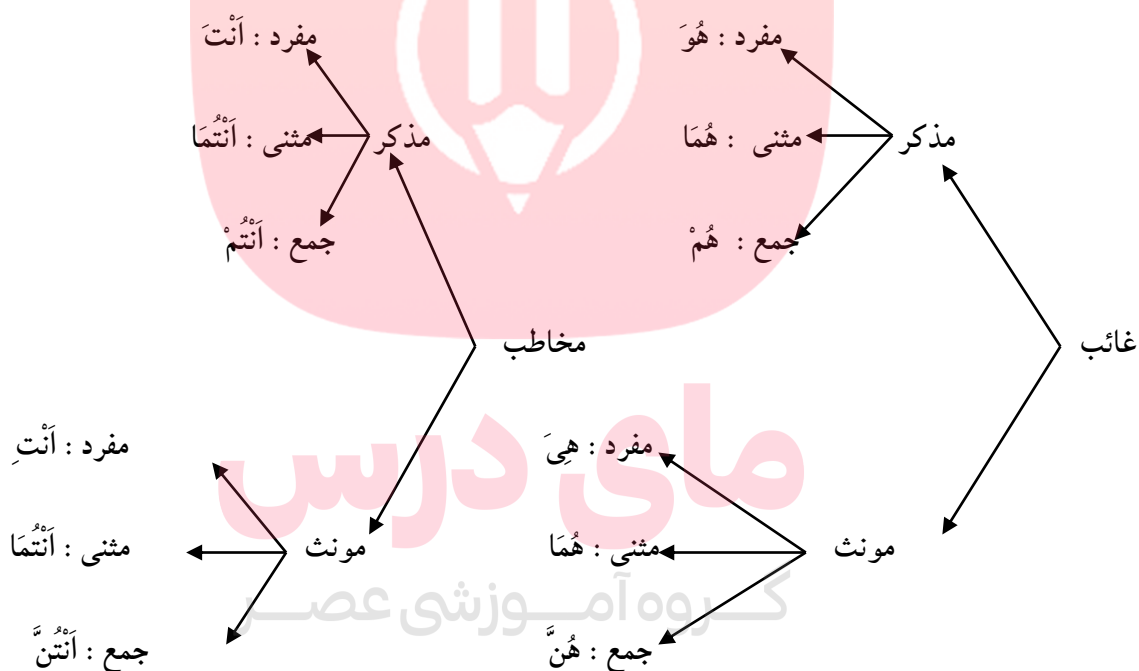 مفرد : هُوَ
مفرد : اَنْتَ
مذکر
مثنی : هُمَا
مذکر
مثنی : اَنْتُمَا
جمع : هُمْ
جمع : اَنْتُمْ
غائب
مخاطب
مفرد : هِیَ
مفرد : اَنْتِ
مای درس
مونث
مثنی : هُمَا
مونث
مثنی : اَنْتُمَا
گروه آموزشی عصر
جمع : هُنَّ
جمع : اَنْتُنَّ